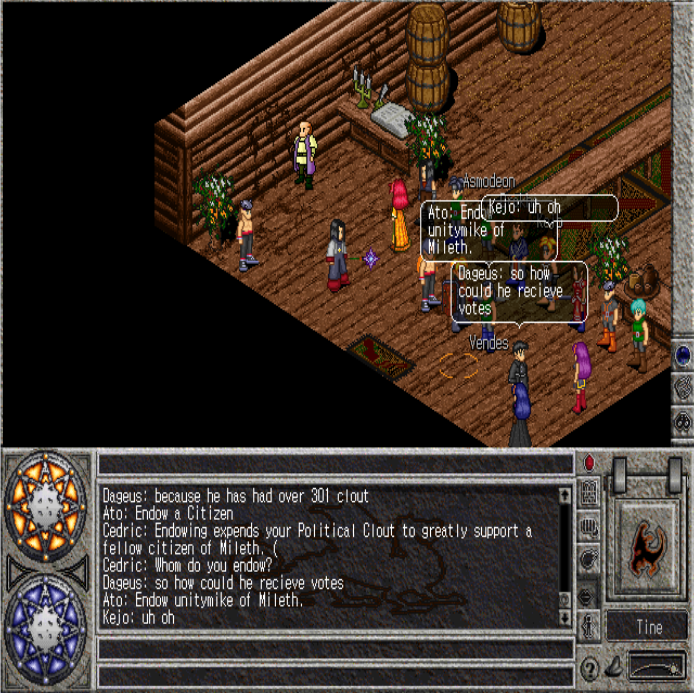 Asmodeon
Ato: Endo
unitymike of
Mileth.
Kejo: uh oh
Dageus: so how
could he recieve
votes
Vendes
Dageus: because he has had over 301 clout
Ato: Endow a Citizen
Cedric: Endowing expends your Political Clout to greatly support a
fellow citizen of Mileth. (
Cedric: Whom do you endow?
Dageus: so how could he recieve votes
Ato: Endow unitymike of Mileth.
Kejo: uh oh
Tine